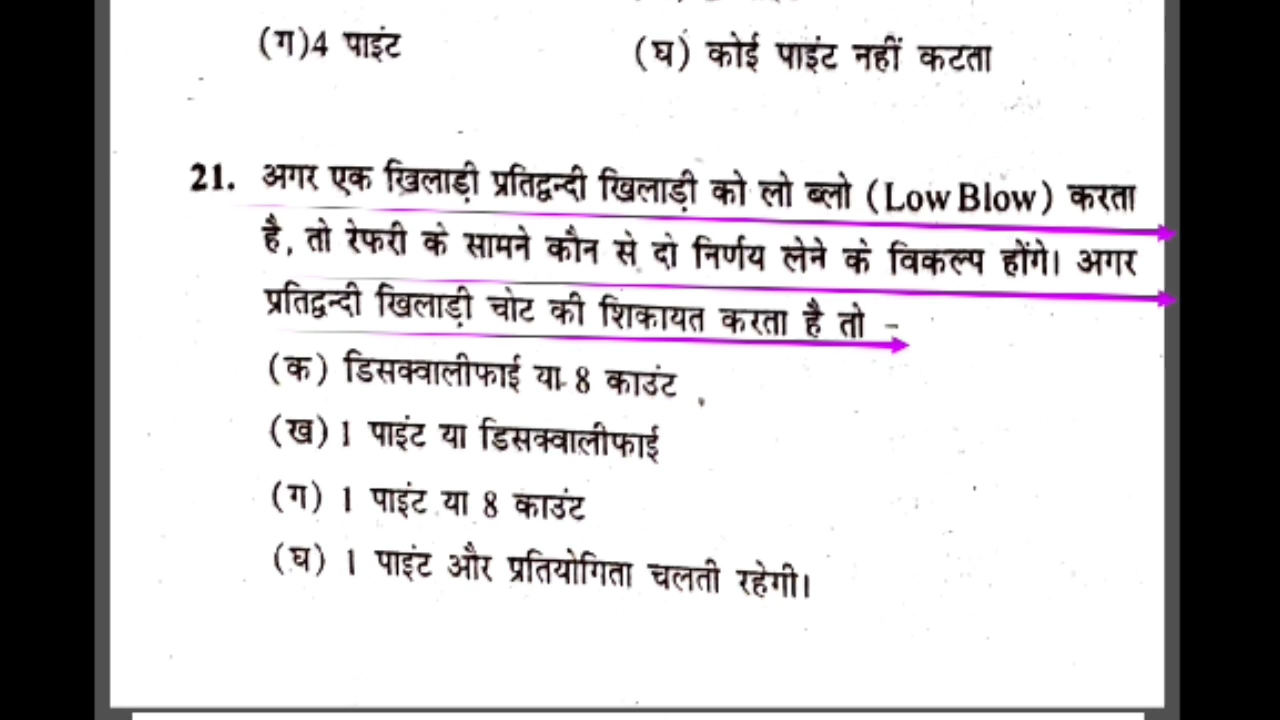 (ग)4 पाइंट (घ) कोई पाइंट नहीं कटता
21. अगर एक खिलाड़ी प्रतिद्वन्दी खिलाड़ी को लो ब्लो (Low Blow) करता
है, तो रेफरी के सामने कौन से दो निर्णय लेने के विकल्प होंगे। अगर
प्रतिद्वन्दी खिलाड़ी चोट की शिकायत करता है तो -
(क) डिसक्वालीफाई या 8 काउंट
(ख) 1 पाइंट या डिसक्वालीफाई
(ग) 1 पाइंट या 8 काउंट
(घ) 1 पाइंट और प्रतियोगिता चलती रहेगी।